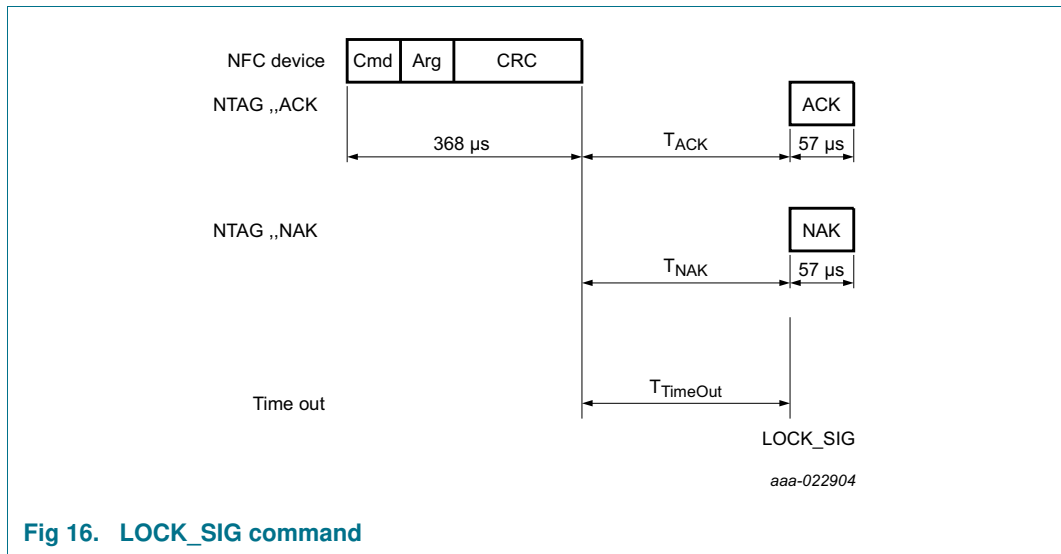 NFC device Cmd Arg CRC
NTAG ,,ACK ACK
368 µs TACK 57 µs
NTAG ,,NAK NAK
TNAK 57 µs
Time out TTimeOut
LOCK_SIG
aaa-022904
Fig 16. LOCK_SIG command